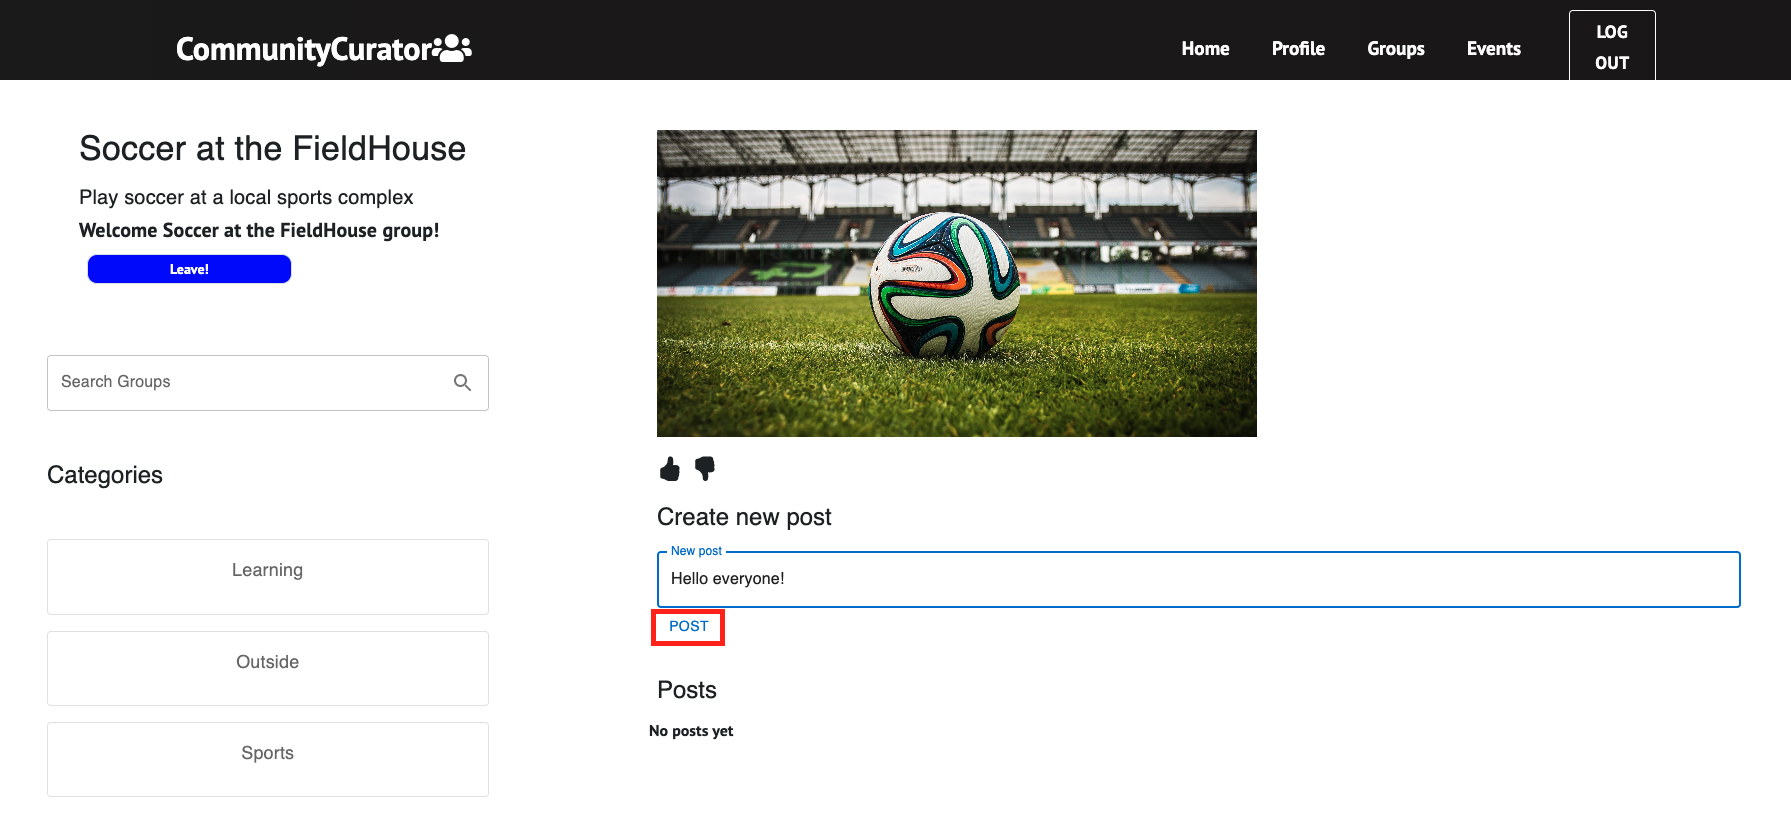 CommunityCurator
Home
Profile
Groups
Events
LOG
OUT
Soccer at the FieldHouse
Play soccer at a local sports complex
Welcome Soccer at the FieldHouse group!
Leave!
Search Groups
Categories
Learning
Outside
Sports
Create new post
New post
Hello everyone!
POST
Posts
No posts yet